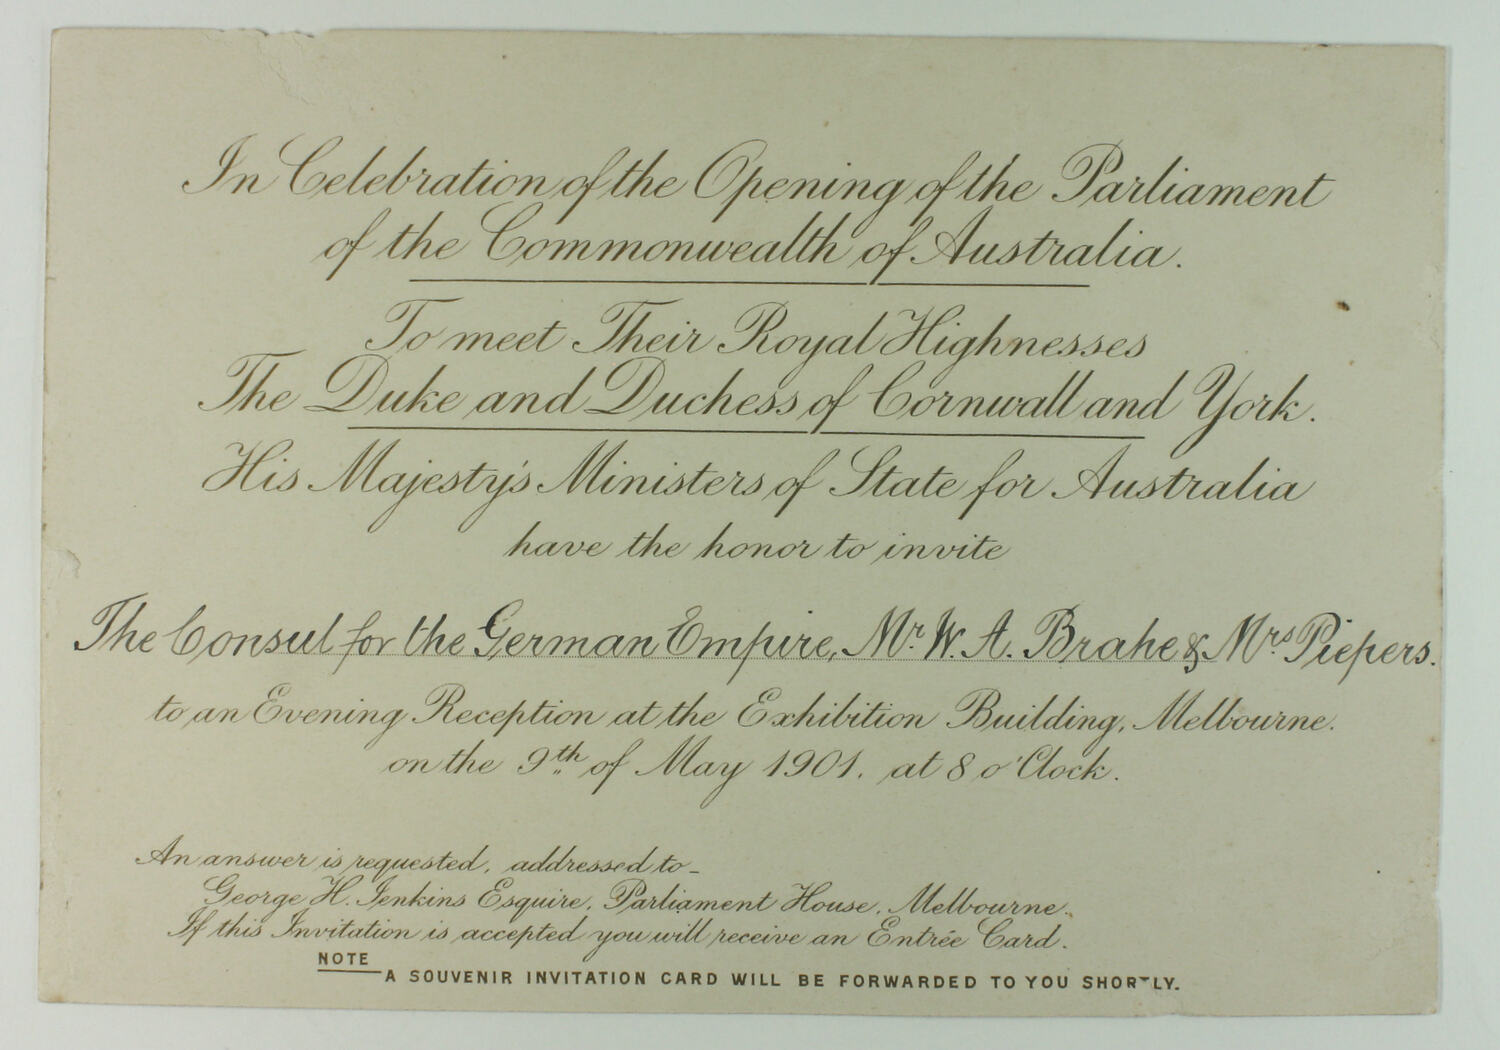 In Celebration of the Opening of the Parliament
of the Commonwealth of Australia.
To meet Their Royal Highnesses
The Duke and Duchess of Cornwall and York.
His Majesty's Ministers of State for Australia
have the honor to invite
The Consul for the German Empire, Mr. W. A. Brahe & Mrs Piepers.
to an Evening Reception at the Exhibition Building, Melbourne.
on the 9th of May 1901. at 8 o'Clock.
An answer is requested, addressed to -
George H. Jenkins Esquire, Parliament House, Melbourne.
If this Invitation is accepted you will receive an Entrée Card.
NOTE
A SOUVENIR INVITATION CARD WILL BE FORWARDED TO YOU SHORTLY.